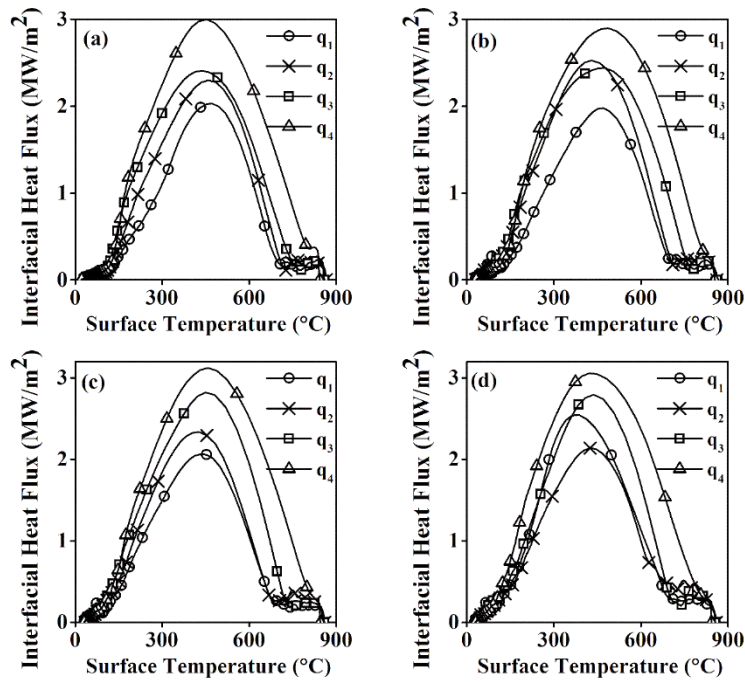 Interfacial Heat Flux (MW/m²)
3
2
1
0
(a)
q₁
q₂
q₃
q₄
0 300 600 900
Surface Temperature (°C)
Interfacial Heat Flux (MW/m²)
3
2
1
0
(b)
q₁
q₂
q₃
q₄
0 300 600 900
Surface Temperature (°C)
Interfacial Heat Flux (MW/m²)
3
2
1
0
(c)
q₁
q₂
q₃
q₄
0 300 600 900
Surface Temperature (°C)
Interfacial Heat Flux (MW/m²)
3
2
1
0
(d)
q₁
q₂
q₃
q₄
0 300 600 900
Surface Temperature (°C)